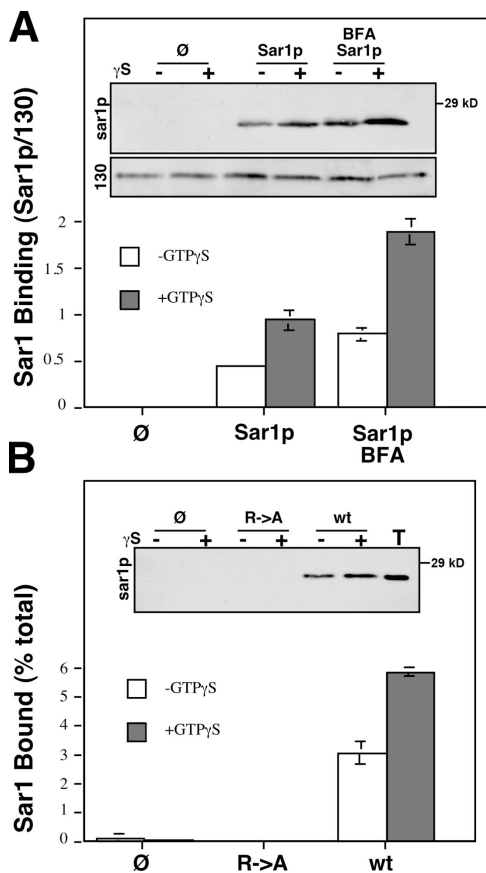 A
BFA
Ø Sar1p Sar1p
γS - + - + - +
sar1p
29 kD
130
Sar1 Binding (Sar1p/130)
2
1.5
1
0.5
0
-GTPγS
+GTPγS
Ø Sar1p Sar1p
BFA
B
Ø R->A wt
γS - + - + - + T
sar1p
29 kD
Sar1 Bound (% total)
6
5
4
3
2
1
0
-GTPγS
+GTPγS
Ø R->A wt